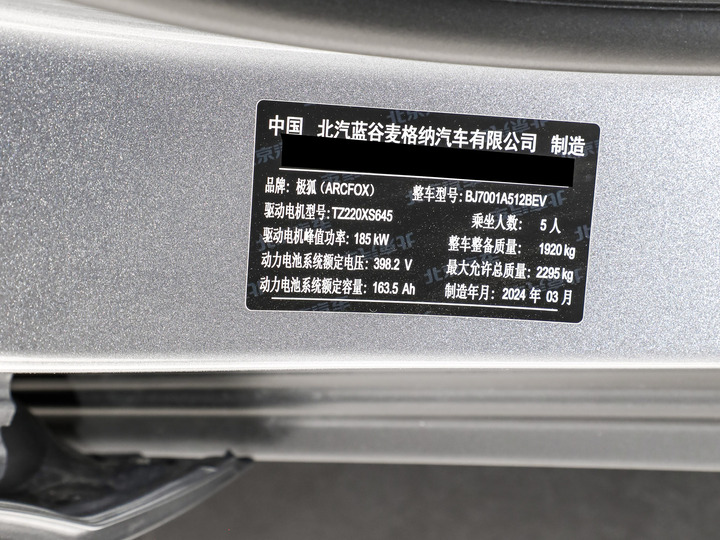 中国 北汽蓝谷麦格纳汽车有限公司 制造
品牌：极狐（ARCFOX） 整车型号：BJ7001A512BEV
驱动电机型号：TZ220XS645 乘坐人数： 5 人
驱动电机峰值功率：185 kW 整车整备质量： 1920 kg
动力电池系统额定电压：398.2 V 最大允许总质量：2295 kg
动力电池系统额定容量：163.5 Ah 制造年月：2024 年 03 月